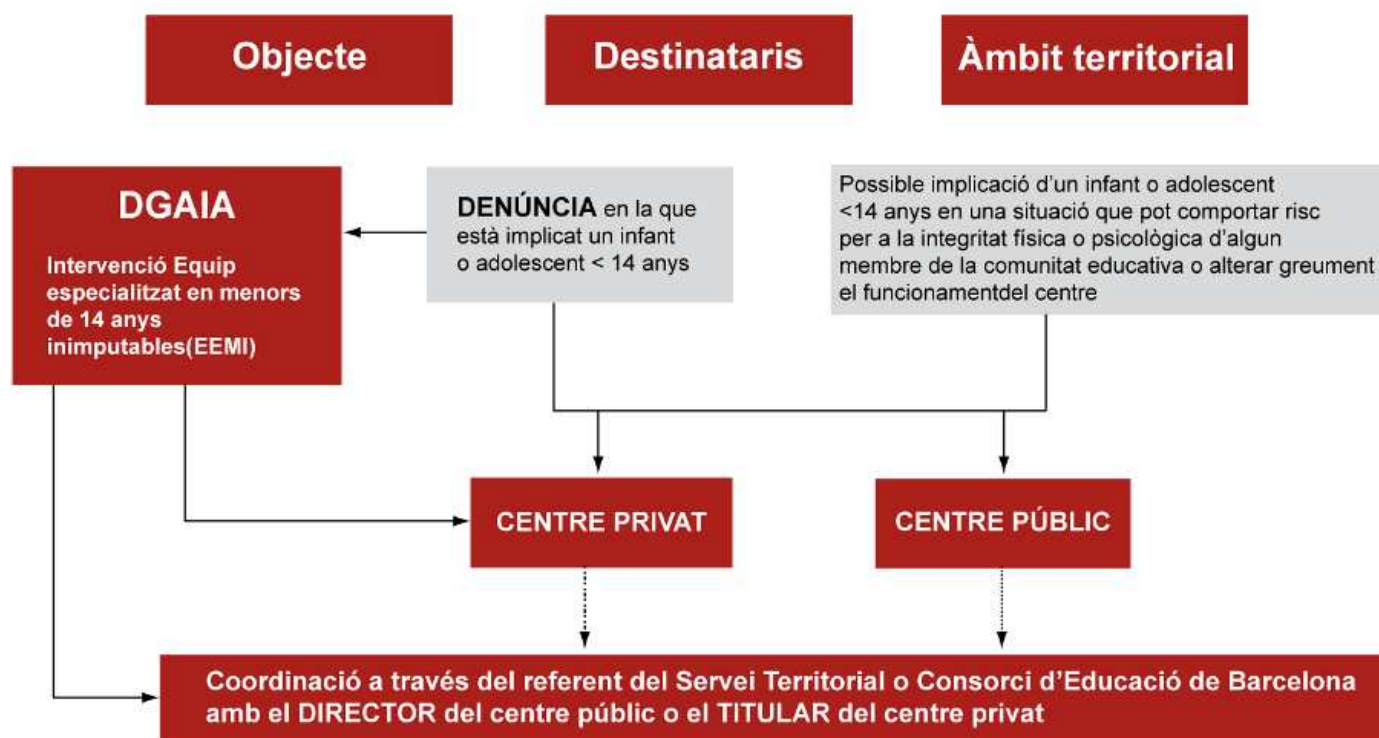 Objecte
Destinataris
Àmbit territorial
DGAIA
Intervenció Equip
especialitzat en menors
de 14 anys
inimputables(EEMI)
DENÚNCIA en la que
està implicat un infant
o adolescent < 14 anys
Possible implicació d’un infant o adolescent
<14 anys en una situació que pot comportar risc
per a la integritat física o psicològica d’algun
membre de la comunitat educativa o alterar greument
el funcionamentdel centre
CENTRE PRIVAT
CENTRE PÚBLIC
Coordinació a través del referent del Servei Territorial o Consorci d’Educació de Barcelona
amb el DIRECTOR del centre públic o el TITULAR del centre privat